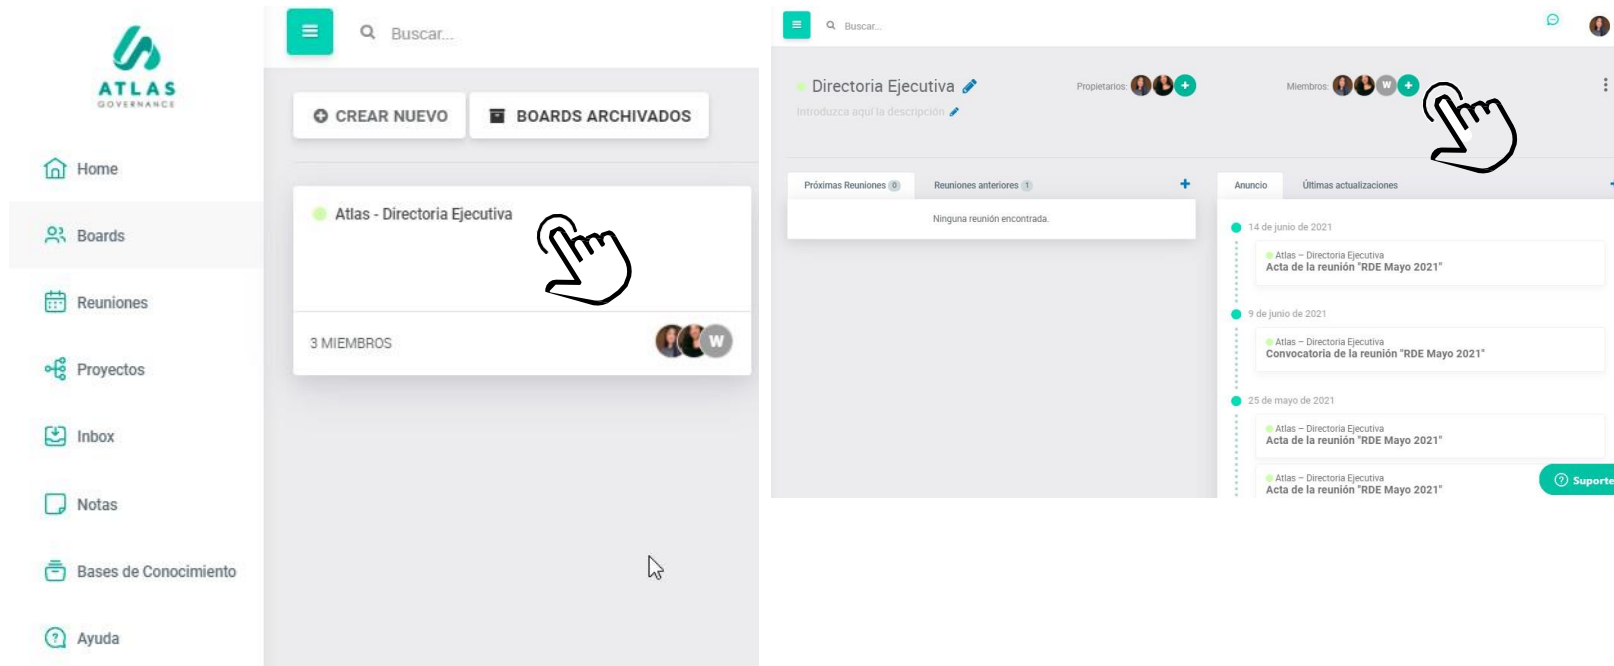 ATLAS
GOVERNANCE
Home
Boards
Reuniones
Proyectos
Inbox
Notas
Bases de Conocimiento
Ayuda
Buscar...
CREAR NUEVO
BOARDS ARCHIVADOS
Atlas - Directoria Ejecutiva
3 MIEMBROS
W
Buscar...
Directoria Ejecutiva
Introduzca aquí la descripción
Propietarios:
Miembros:
W
Próximas Reuniones 0
Reuniones anteriores 1
Ninguna reunión encontrada.
Anuncio
Últimas actualizaciones
14 de junio de 2021
Atlas – Directoria Ejecutiva
Acta de la reunión "RDE Mayo 2021"
9 de junio de 2021
Atlas – Directoria Ejecutiva
Convocatoria de la reunión "RDE Mayo 2021"
25 de mayo de 2021
Atlas – Directoria Ejecutiva
Acta de la reunión "RDE Mayo 2021"
Atlas – Directoria Ejecutiva
Acta de la reunión "RDE Mayo 2021"
Suporte